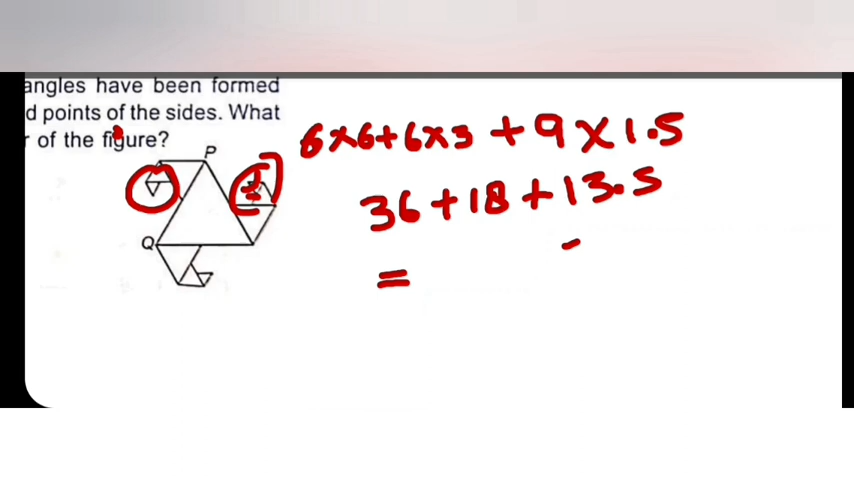 angles have been formed
d points of the sides. What
r of the figure?
P
Q
6×6+6×3 + 9 × 1.5
36 + 18 + 13.5
=